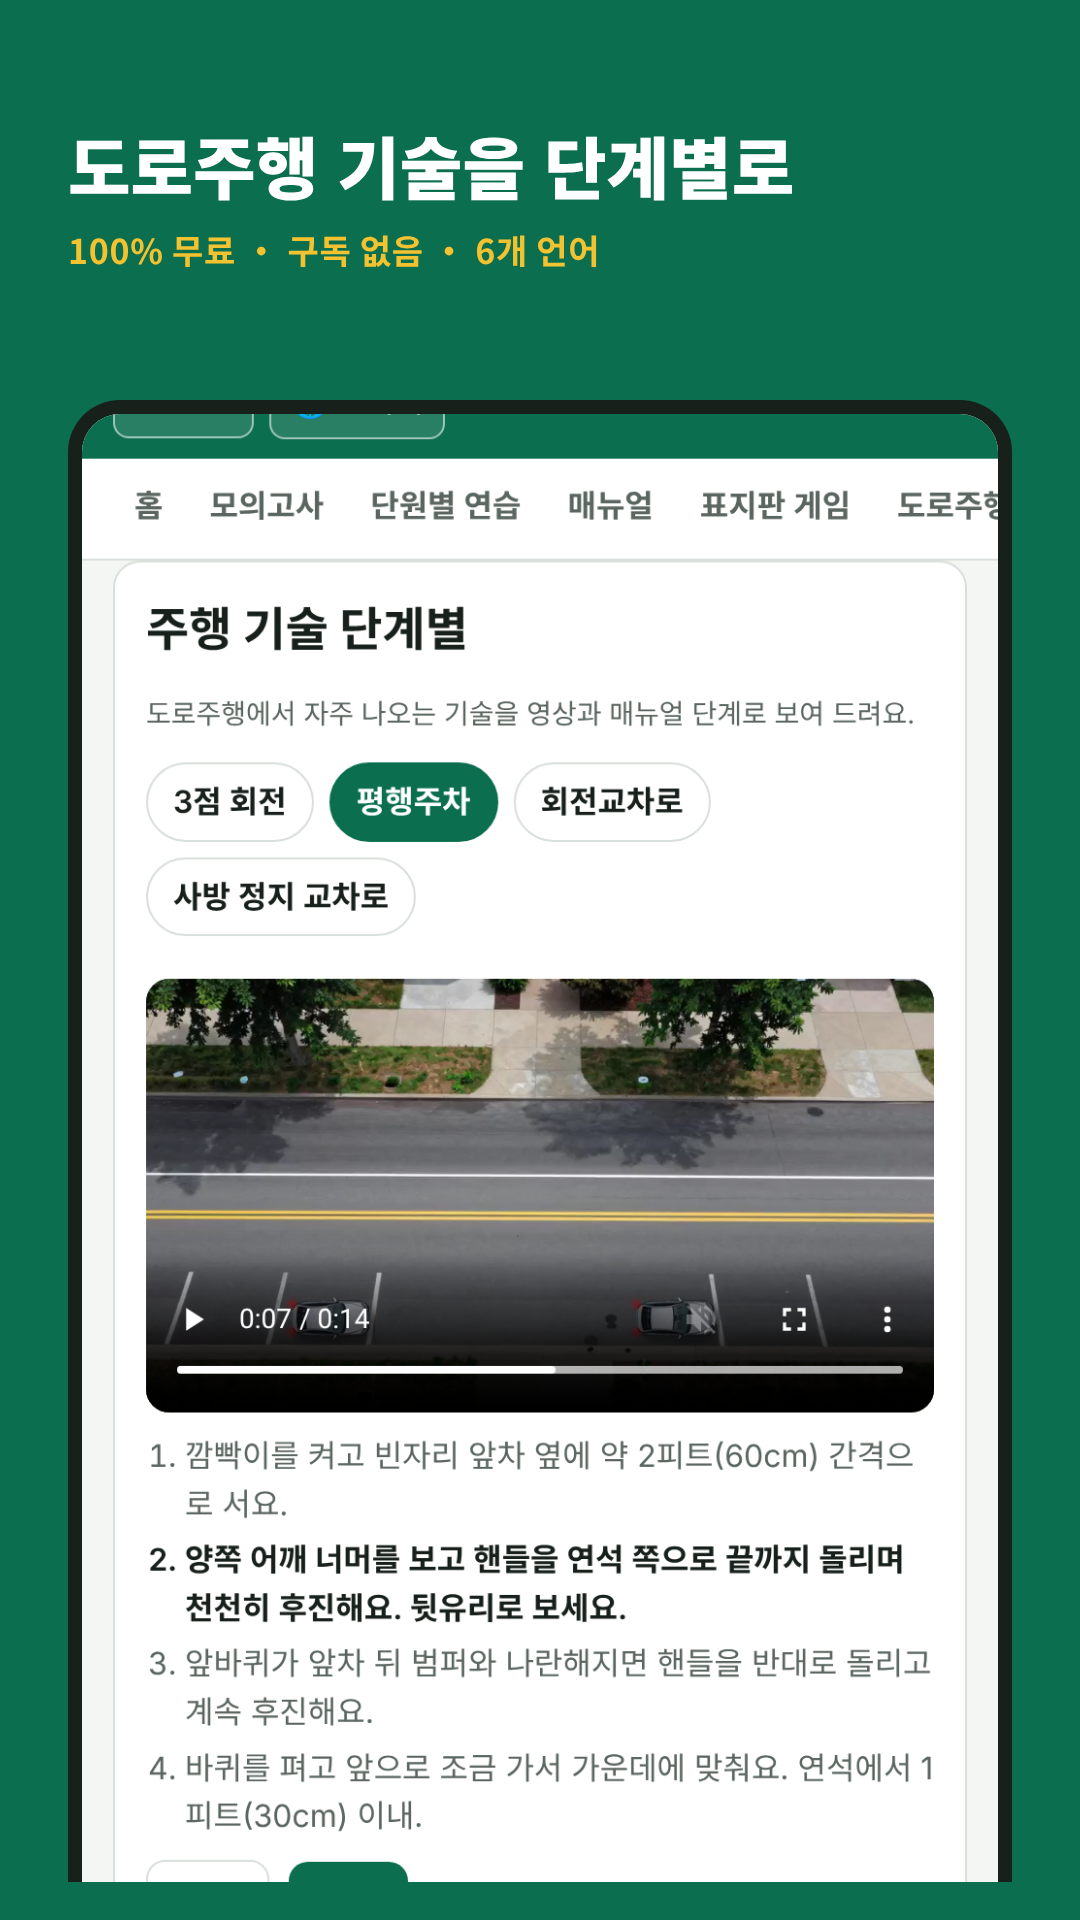 도로주행 기술을 단계별로
100% 무료 • 구독 없음 • 6개 언어
홈 모의고사 단원별 연습 매뉴얼 표지판 게임 도로주행
주행 기술 단계별
도로주행에서 자주 나오는 기술을 영상과 매뉴얼 단계로 보여 드려요.
3점 회전 평행주차 회전교차로
사방 정지 교차로
0:07 / 0:14
1. 깜빡이를 켜고 빈자리 앞차 옆에 약 2피트(60cm) 간격으
로 서요.
2. 양쪽 어깨 너머를 보고 핸들을 연석 쪽으로 끝까지 돌리며
천천히 후진해요. 뒷유리로 보세요.
3. 앞바퀴가 앞차 뒤 범퍼와 나란해지면 핸들을 반대로 돌리고
계속 후진해요.
4. 바퀴를 펴고 앞으로 조금 가서 가운데에 맞춰요. 연석에서 1
피트(30cm) 이내.